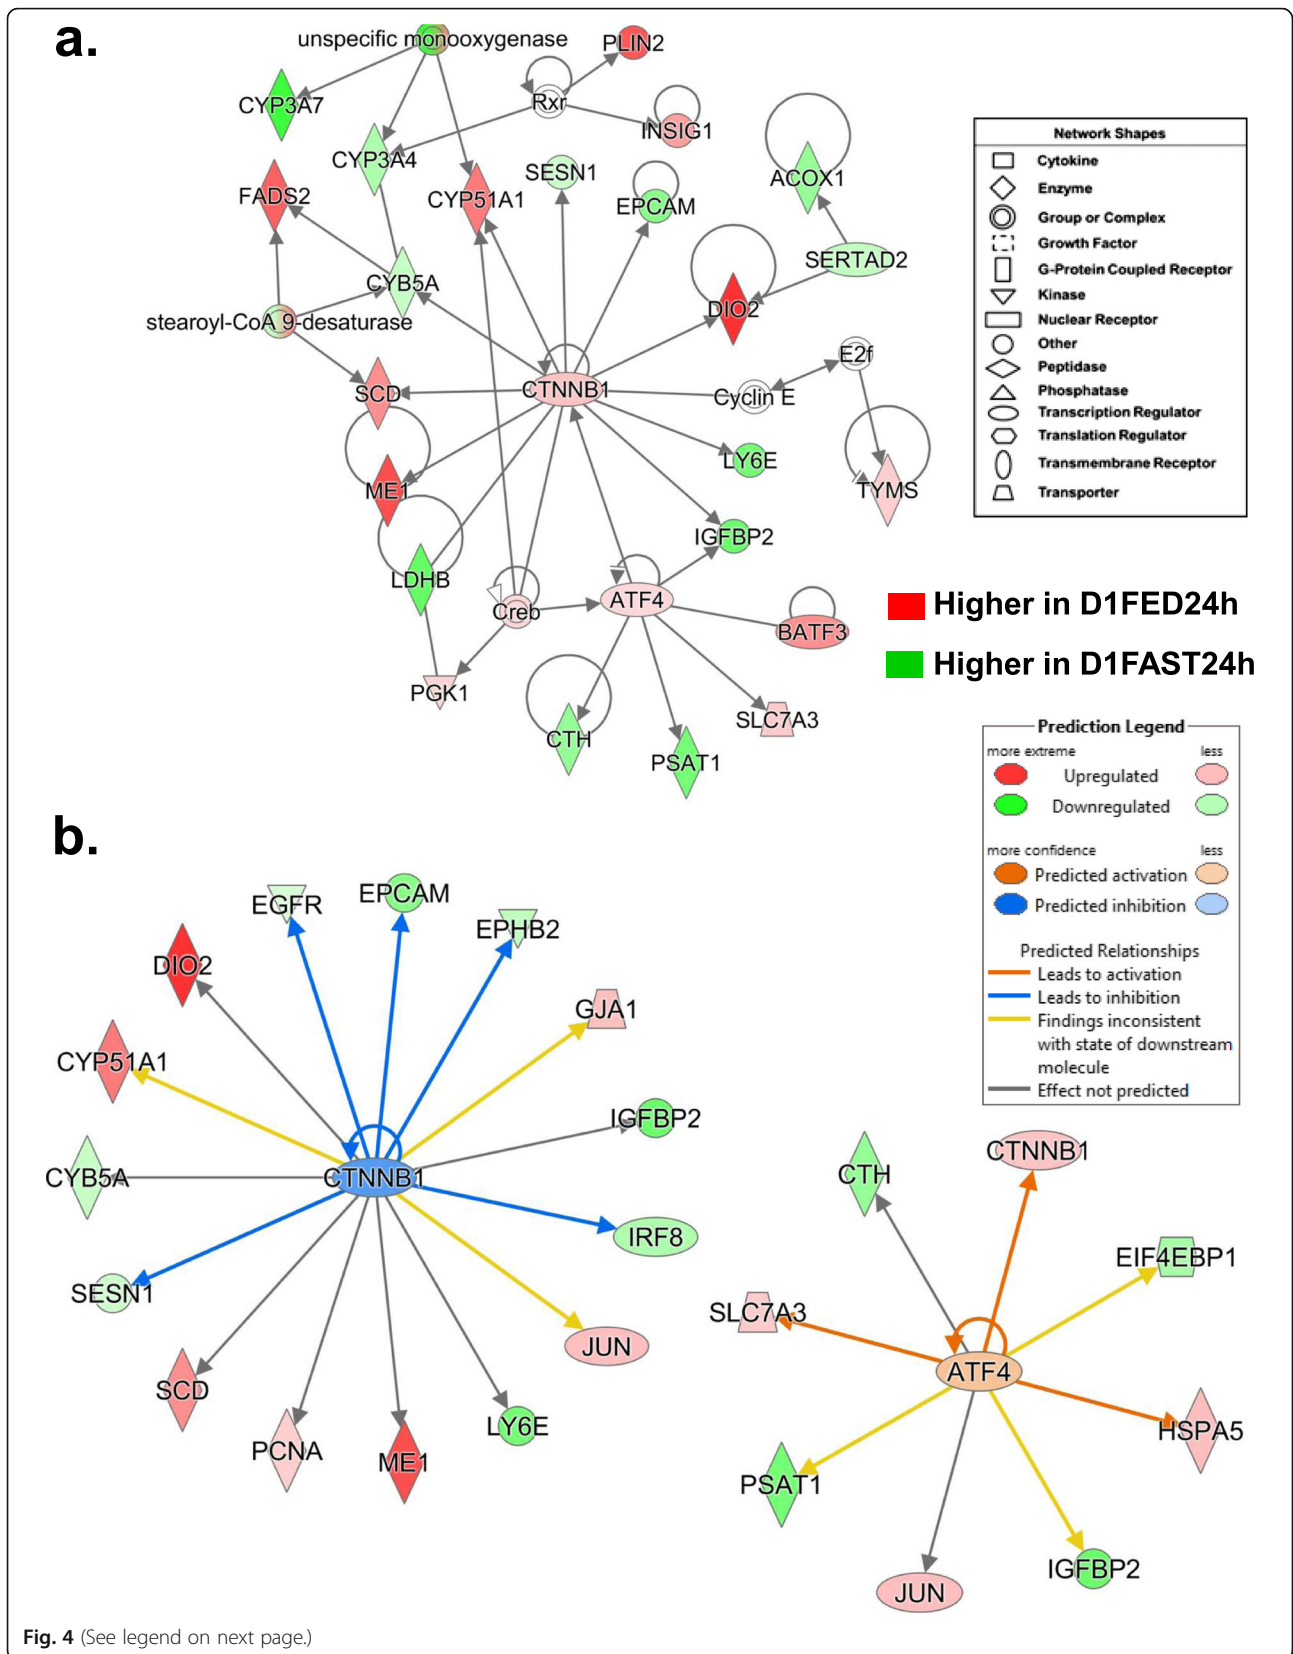 a.
unspecific monooxygenase
PLIN2
CYP3A7
Rxr
INSIG1
CYP3A4
SESN1
ACOX1
FADS2
CYP51A1
EPCAM
SERTAD2
CYB5A
DIO2
stearoyl-CoA 9-desaturase
E2f
SCD
CTNNB1
Cyclin E
LY6E
ME1
TYMS
IGFBP2
LDHB
Creb
ATF4
BATF3
PGK1
SLC7A3
CTH
PSAT1
Network Shapes
Cytokine
Enzyme
Group or Complex
Growth Factor
G-Protein Coupled Receptor
Kinase
Nuclear Receptor
Other
Peptidase
Phosphatase
Transcription Regulator
Translation Regulator
Transmembrane Receptor
Transporter
Higher in D1FED24h
Higher in D1FAST24h
Prediction Legend
more extreme less
Upregulated
Downregulated
more confidence less
Predicted activation
Predicted inhibition
Predicted Relationships
Leads to activation
Leads to inhibition
Findings inconsistent
with state of downstream
molecule
Effect not predicted
b.
EGFR
EPCAM
EPHB2
DIO2
GJA1
CYP51A1
IGFBP2
CYB5A
CTNNB1
IRF8
SESN1
JUN
SCD
LY6E
PCNA
ME1
CTH
CTNNB1
EIF4EBP1
SLC7A3
ATF4
HSPA5
PSAT1
IGFBP2
JUN
Fig. 4 (See legend on next page.)